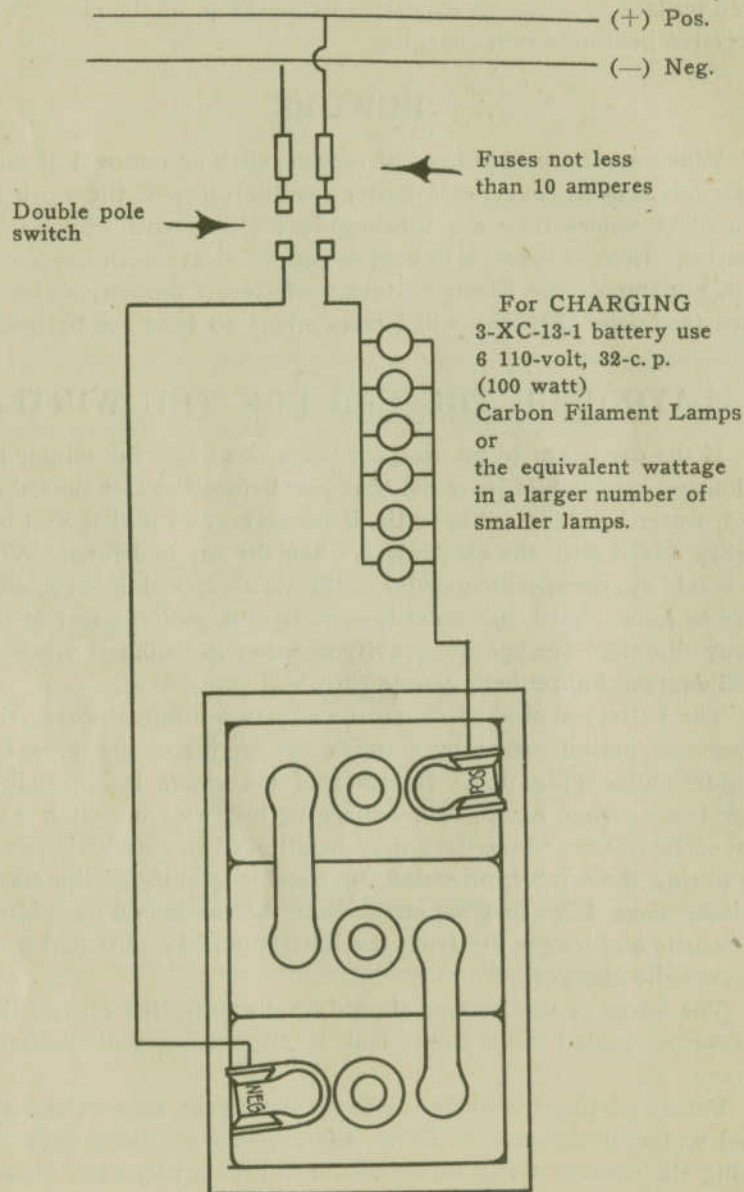 (+) Pos.
(—) Neg.
Fuses not less
than 10 amperes
Double pole
switch
For CHARGING
3-XC-13-1 battery use
6 110-volt, 32-c. p.
(100 watt)
Carbon Filament Lamps
or
the equivalent wattage
in a larger number of
smaller lamps.
POS
NEG